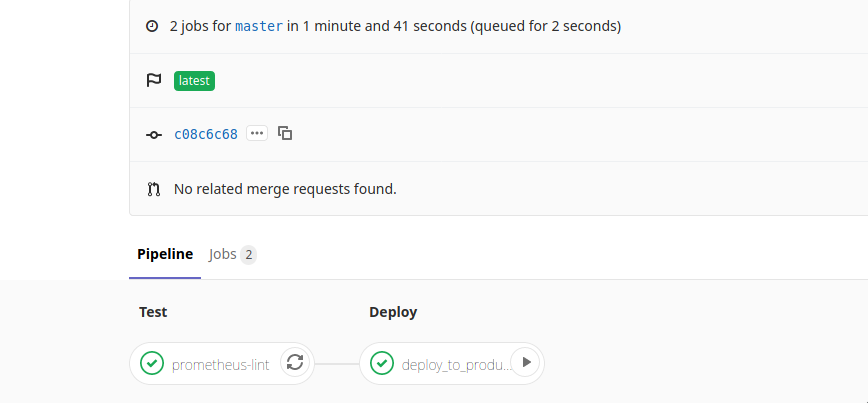 2 jobs for master in 1 minute and 41 seconds (queued for 2 seconds)
latest
c08c6c68
No related merge requests found.
Pipeline Jobs 2
Test Deploy
prometheus-lint deploy_to_produ...